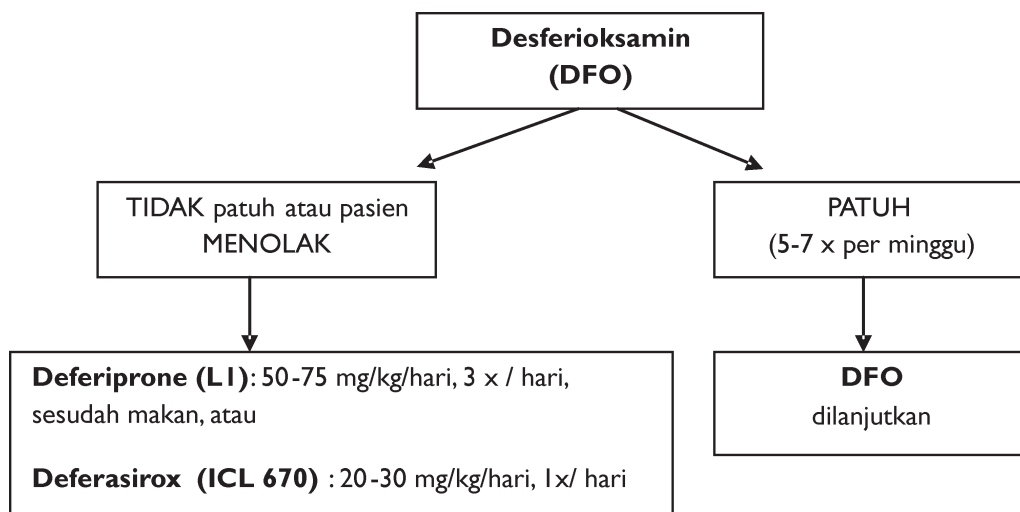 Desferioksamin
(DFO)
TIDAK patuh atau pasien
MENOLAK
PATUH
(5-7 x per minggu)
Deferiprone (L1): 50-75 mg/kg/hari, 3 x / hari,
sesudah makan, atau
Deferasirox (ICL 670) : 20-30 mg/kg/hari, 1x/ hari
DFO
dilanjutkan